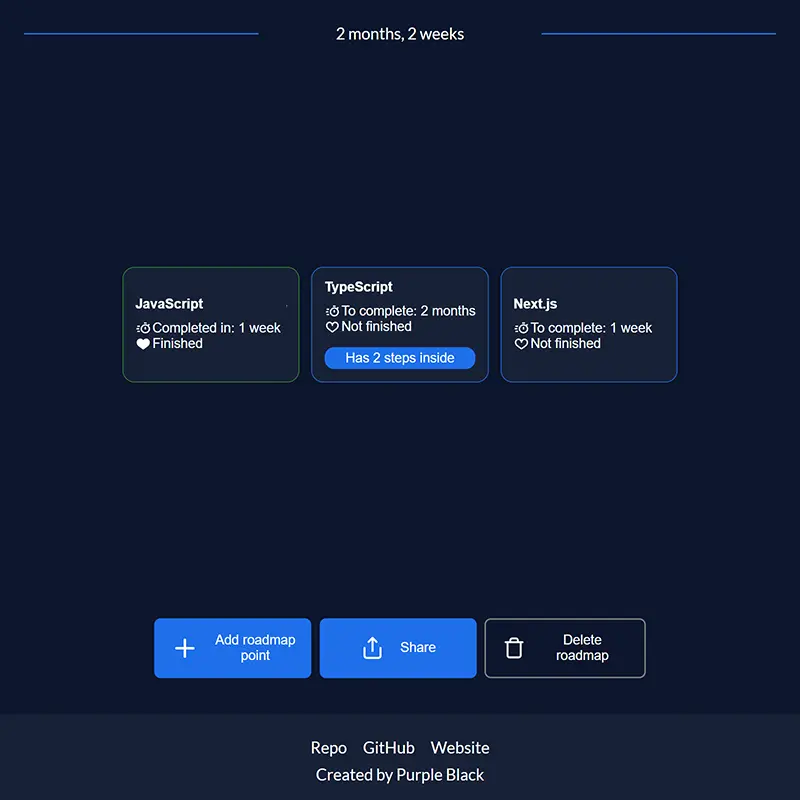 2 months, 2 weeks
JavaScript
Completed in: 1 week
Finished
TypeScript
To complete: 2 months
Not finished
Has 2 steps inside
Next.js
To complete: 1 week
Not finished
Add roadmap
point
Share
Delete
roadmap
Repo GitHub Website
Created by Purple Black